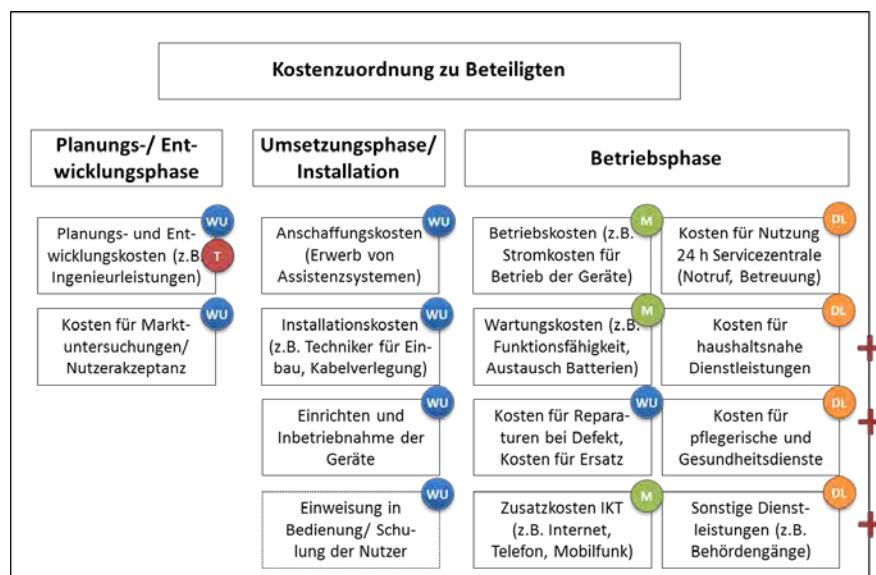 Kostenzuordnung zu Beteiligten
Planungs-/ Ent-
wicklungsphase
Umsetzungsphase/
Installation
Betriebsphase
WU
Planungs- und Ent-
wicklungskosten (z.B.
Ingenieurleistungen)
T
WU
Kosten für Markt-
untersuchungen/
Nutzerakzeptanz
WU
Anschaffungskosten
(Erwerb von
Assistenzsystemen)
WU
Installationskosten
(z.B. Techniker für Ein-
bau, Kabelverlegung)
WU
Einrichten und
Inbetriebnahme der
Geräte
WU
Einweisung in
Bedienung/ Schu-
lung der Nutzer
M
Betriebskosten (z.B.
Stromkosten für
Betrieb der Geräte)
M
Wartungskosten (z.B.
Funktionsfähigkeit,
Austausch Batterien)
WU
Kosten für Repara-
turen bei Defekt,
Kosten für Ersatz
M
Zusatzkosten IKT
(z.B. Internet,
Telefon, Mobilfunk)
DL
Kosten für Nutzung
24 h Servicezentrale
(Notruf, Betreuung)
DL
Kosten für
haushaltsnahe
Dienstleistungen
+
DL
Kosten für
pflegerische und
Gesundheitsdienste
+
DL
Sonstige Dienst-
leistungen (z.B.
Behördengänge)
+